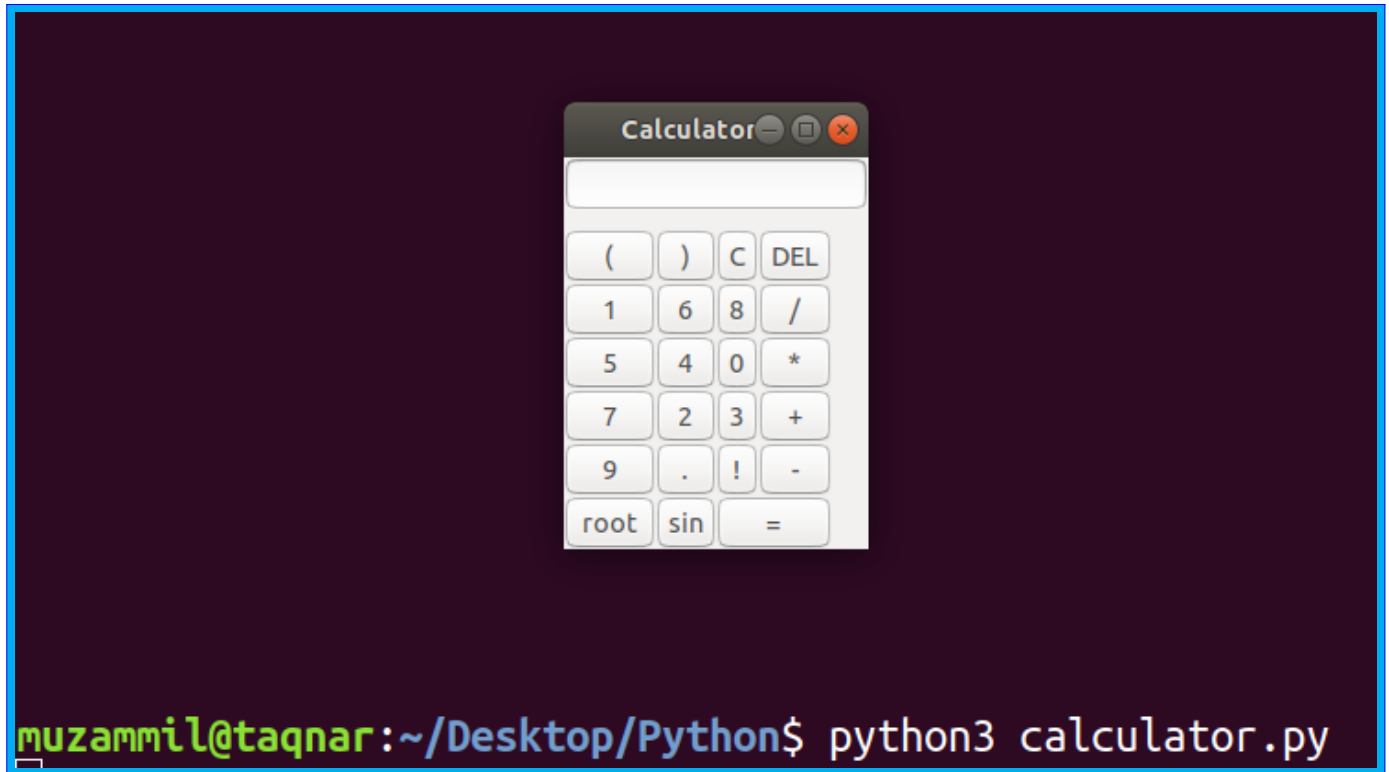 Calculator
( ) C DEL
1 6 8 /
5 4 0 *
7 2 3 +
9 . ! -
root sin =
muzammil@taqnar:~/Desktop/Python$ python3 calculator.py